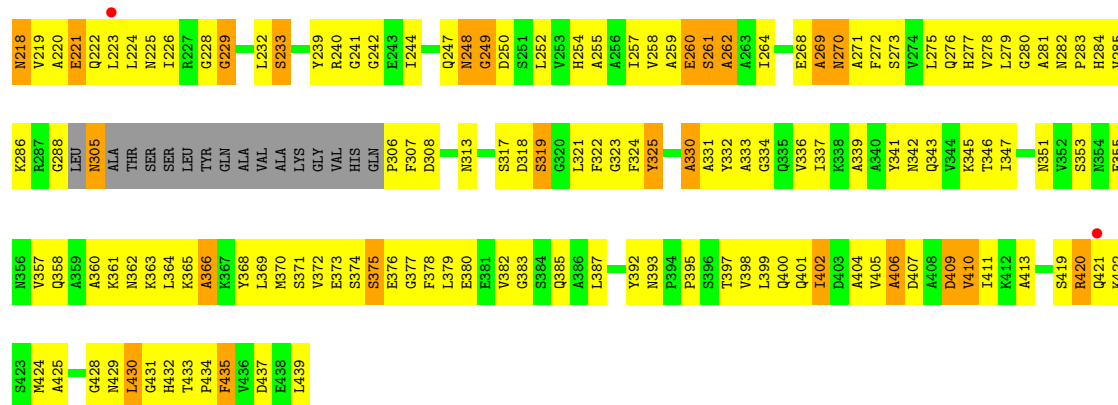 N218 V219 A220 E221 Q222 L223 L224 N225 I226 R227 G228 G229 L232 S233 Y239 R240 G241 G242 E243 I244 Q247 N248 G249 D250 S251 L252 V253 H254 A255 A256 I257 V258 A259 E260 S261 A262 A263 I264 E268 A269 N270 A271 F272 S273 V274 L275 Q276 H277 V278 L279 G280 A281 N282 P283 H284 V285
K286 R287 G288 LEU N305 ALA THR SER SER LEU TYR GLN ALA VAL ALA LYS GLY VAL HIS GLN P306 F307 D308 N313 S317 D318 S319 G320 L321 F322 G323 F324 Y325 A330 A331 Y332 A333 G334 Q335 V336 I337 K338 A339 A340 Y341 N342 Q343 V344 K345 T346 I347 N351 V352 S353 N354
N356 V357 Q358 A359 A360 K361 N362 K363 L364 K365 A366 K367 Y368 L369 M370 S371 V372 E373 S374 S375 E376 G377 F378 L379 E380 E381 V382 G383 S384 Q385 A386 L387 Y392 N393 P394 P395 S396 T397 V398 L399 Q400 Q401 I402 D403 A404 V405 A406 D407 A408 D409 V410 I411 K412 A413 S419 R420 Q421 K422
S423 M424 A425 G428 N429 L430 G431 H432 T433 P434 F435 V436 D437 E438 L439